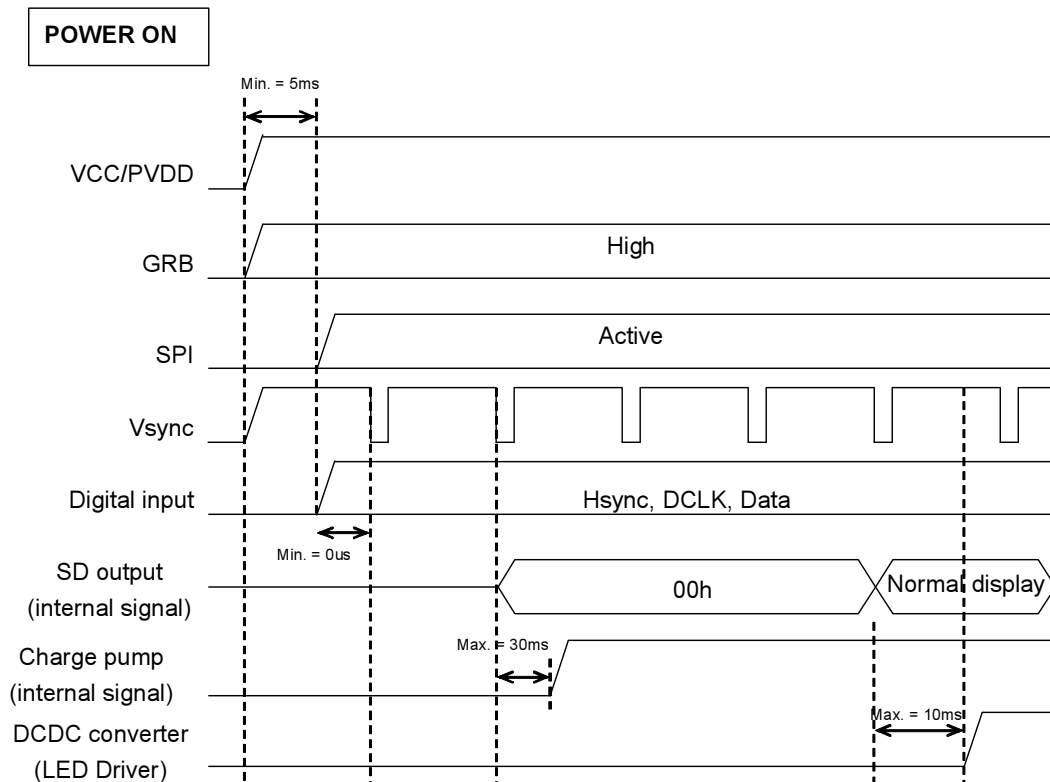 POWER ON
Min. = 5ms
VCC/PVDD
GRB
High
SPI
Active
Vsync
Digital input
Hsync, DCLK, Data
Min. = 0us
SD output
(internal signal)
00h
Normal display
Charge pump
(internal signal)
Max. = 30ms
DCDC converter
(LED Driver)
Max. = 10ms